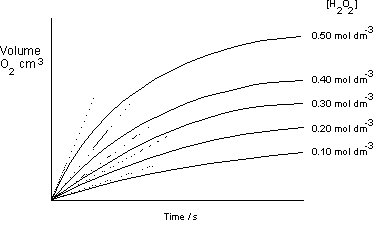 [H₂O₂]
Volume
O₂ cm³
0.50 mol dm⁻³
0.40 mol dm⁻³
0.30 mol dm⁻³
0.20 mol dm⁻³
0.10 mol dm⁻³
Time / s